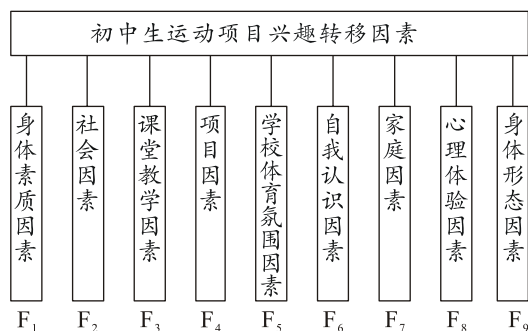 初中生运动项目兴趣转移因素
身体素质因素
社会因素
课堂教学因素
项目因素
学校体育氛围因素
自我认识因素
家庭因素
心理体验因素
身体形态因素
F₁ F₂ F₃ F₄ F₅ F₆ F₇ F₈ F₉